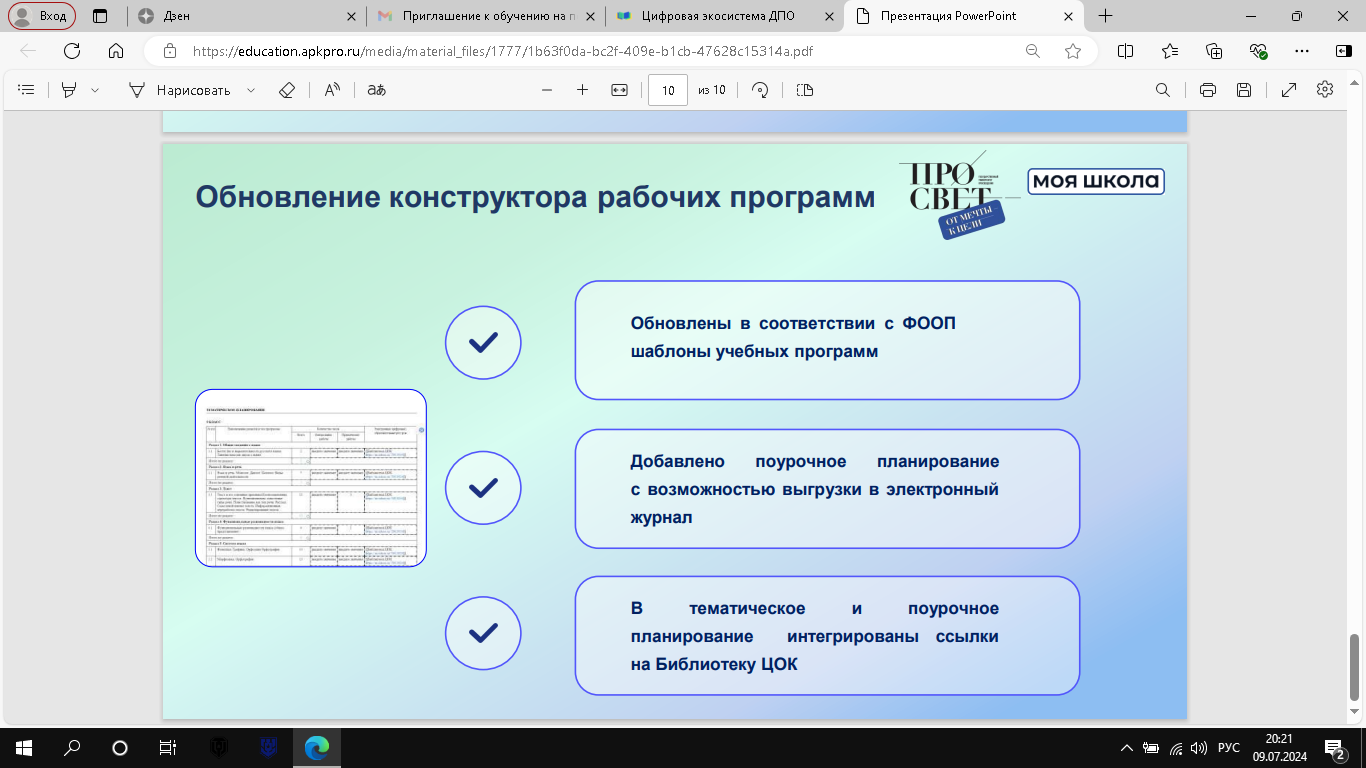 Вход
Дзен
Приглашение к обучению на п
Цифровая экосистема ДПО
Презентация PowerPoint
https://education.apkpro.ru/media/material_files/1777/1b63f0da-bc2f-409e-b1cb-47628c15314a.pdf
Нарисовать
10
из 10
Обновление конструктора рабочих программ
ПРО
СВЕТ
ОТ МЕЧТЫ
К ЦЕЛИ
МОЯ ШКОЛА
Обновлены в соответствии с ФООП
шаблоны учебных программ
Добавлено поурочное планирование
с возможностью выгрузки в электронный
журнал
В тематическое и поурочное
планирование интегрированы ссылки
на Библиотеку ЦОК
ТЕМАТИЧЕСКОЕ ПЛАНИРОВАНИЕ
РУС
20:21
09.07.2024
2